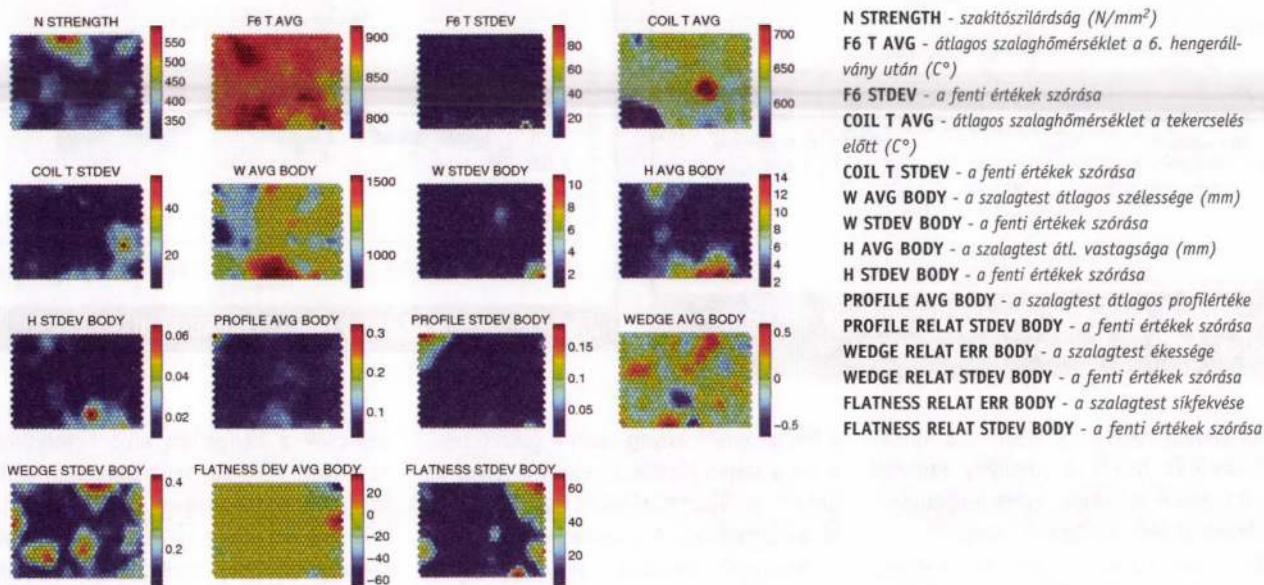 N STRENGTH
550
500
450
400
350
F6 T AVG
900
850
800
F6 T STDEV
80
60
40
20
COIL T AVG
700
650
600
COIL T STDEV
40
20
W AVG BODY
1500
1000
W STDEV BODY
10
8
6
4
2
H AVG BODY
14
12
10
8
6
4
2
H STDEV BODY
0.06
0.04
0.02
PROFILE AVG BODY
0.3
0.2
0.1
PROFILE STDEV BODY
0.15
0.1
0.05
WEDGE AVG BODY
0.5
0
−0.5
WEDGE STDEV BODY
0.4
0.2
FLATNESS DEV AVG BODY
20
0
−20
−40
−60
FLATNESS STDEV BODY
60
40
20
N STRENGTH - szakítószilárdság (N/mm²)
F6 T AVG - átlagos szalaghőmérséklet a 6. hengeráll-
vány után (C°)
F6 STDEV - a fenti értékek szórása
COIL T AVG - átlagos szalaghőmérséklet a tekercselés
előtt (C°)
COIL T STDEV - a fenti értékek szórása
W AVG BODY - a szalagtest átlagos szélessége (mm)
W STDEV BODY - a fenti értékek szórása
H AVG BODY - a szalagtest átl. vastagsága (mm)
H STDEV BODY - a fenti értékek szórása
PROFILE AVG BODY - a szalagtest átlagos profilértéke
PROFILE RELAT STDEV BODY - a fenti értékek szórása
WEDGE RELAT ERR BODY - a szalagtest ékessége
WEDGE RELAT STDEV BODY - a fenti értékek szórása
FLATNESS RELAT ERR BODY - a szalagtest síkfekvése
FLATNESS RELAT STDEV BODY - a fenti értékek szórása